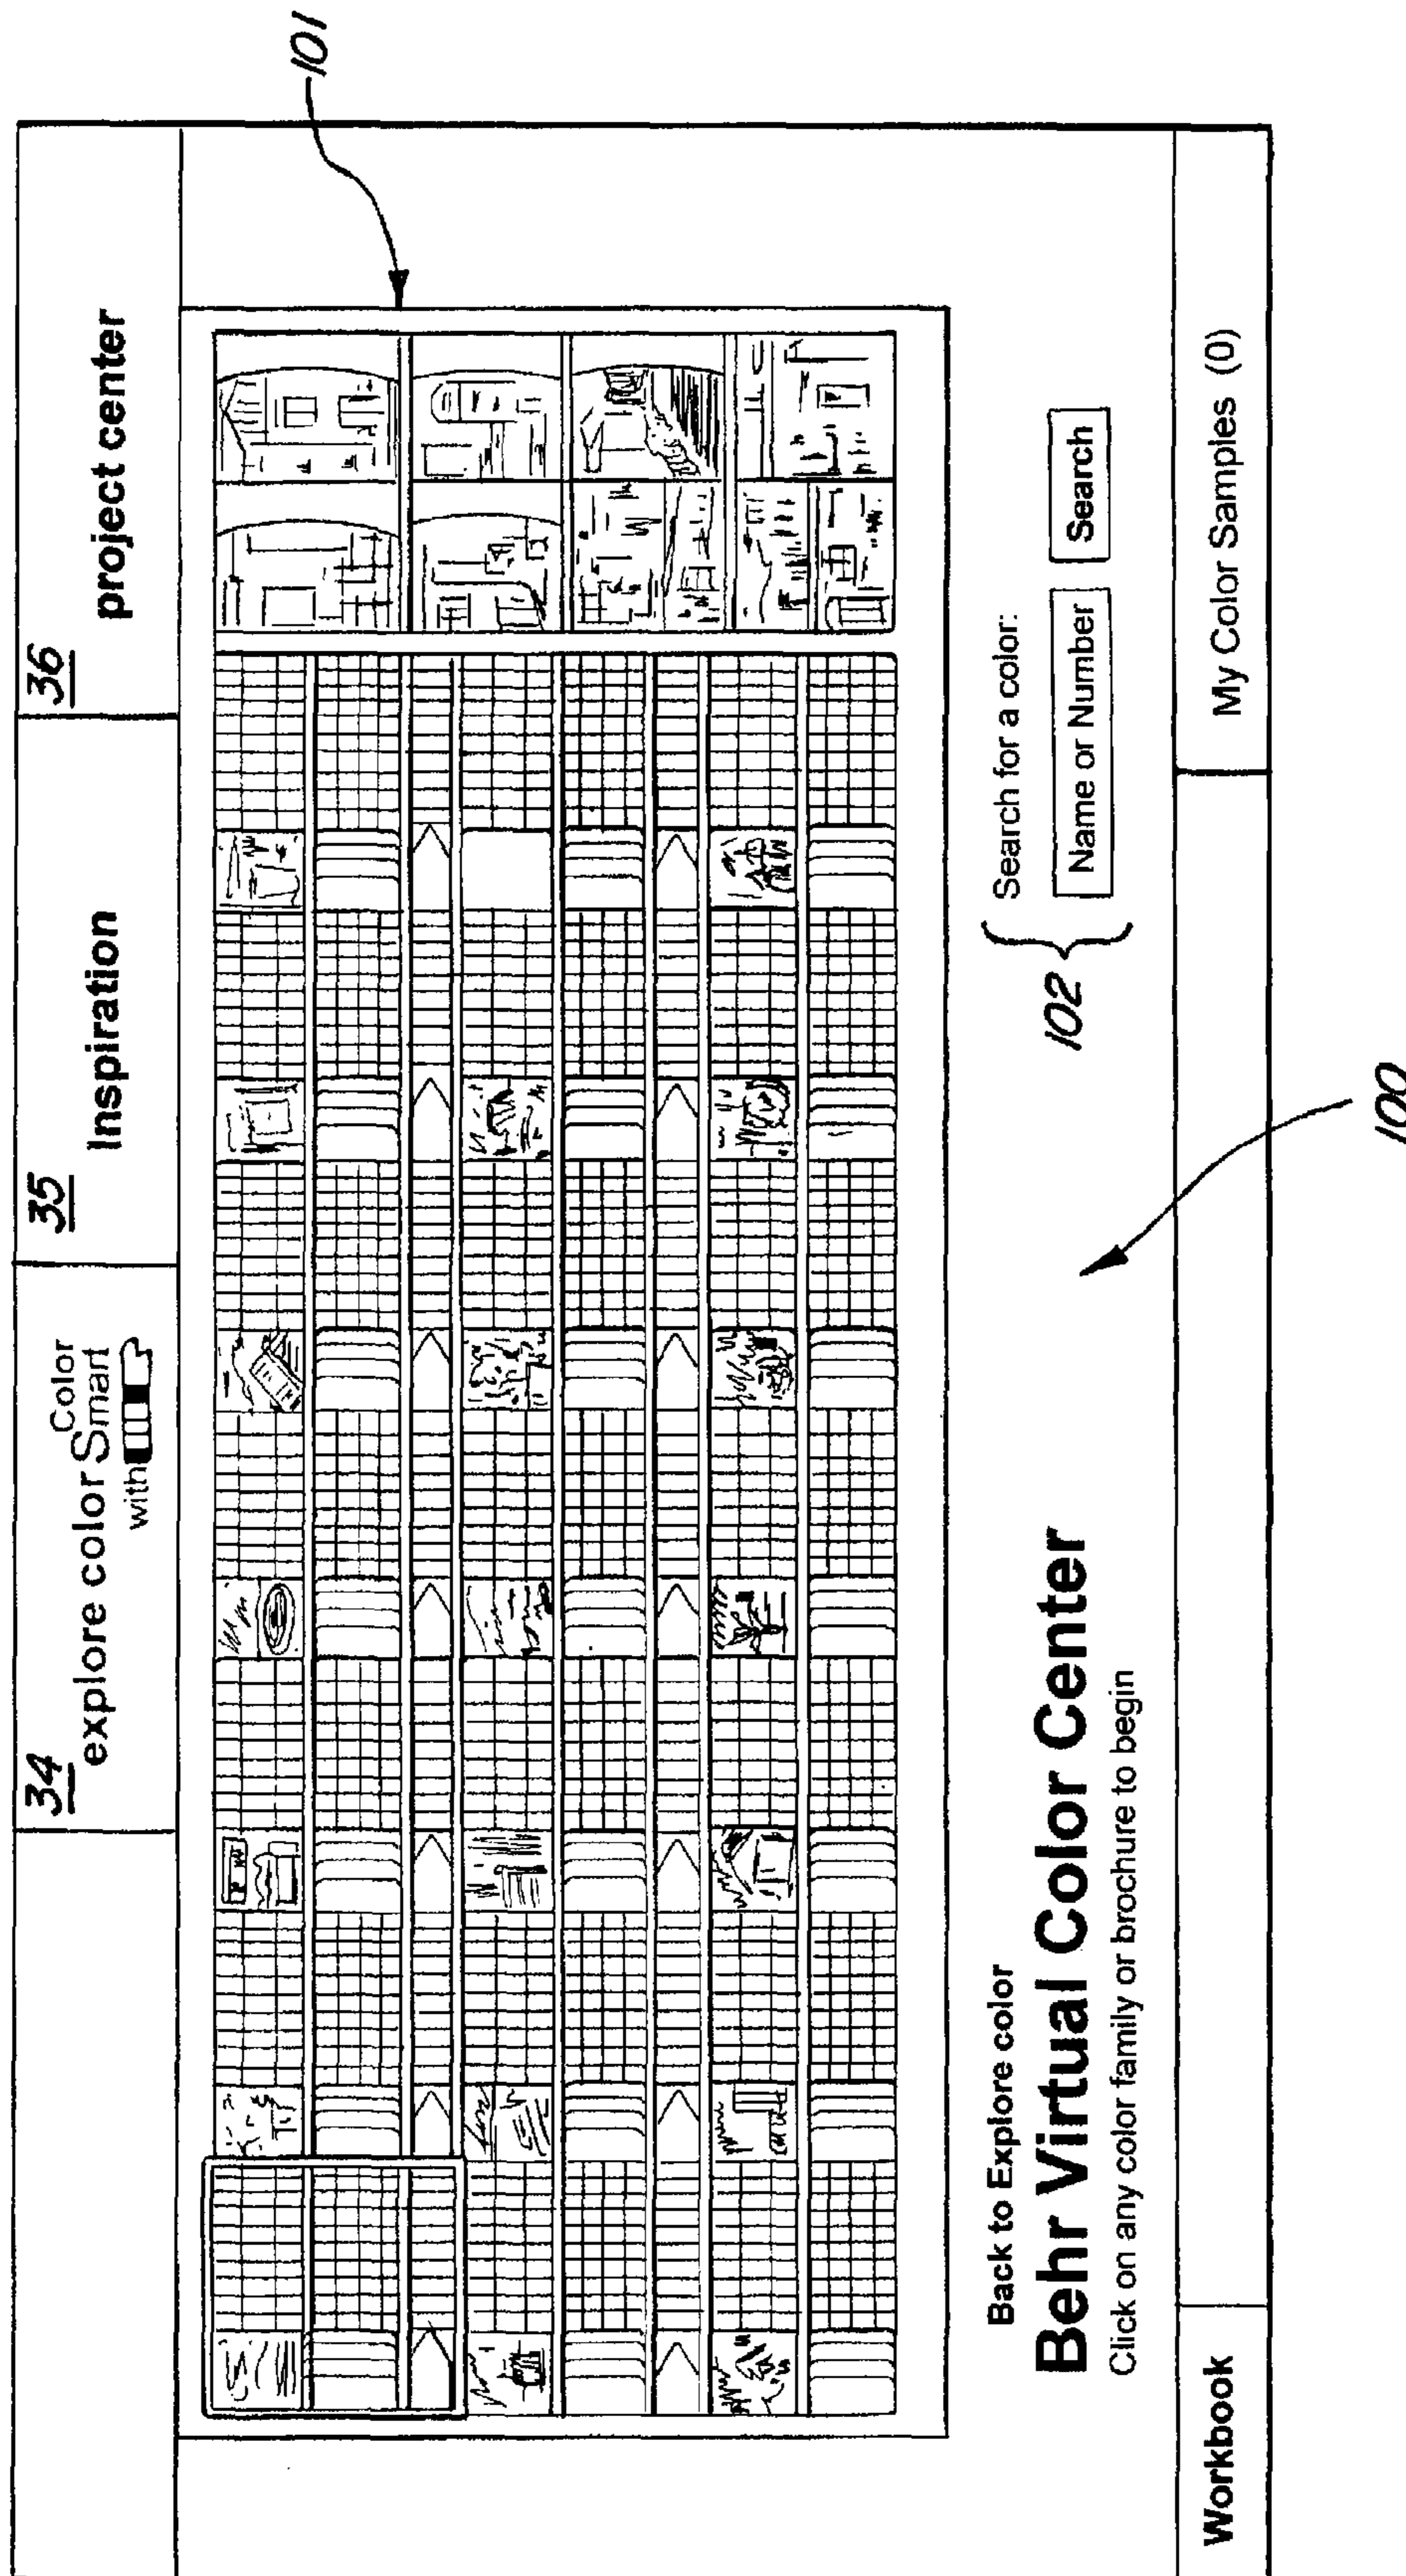 34
explore color
Color
Smart
with
35
Inspiration
36
project center
101
Back to Explore color
Behr Virtual Color Center
Click on any color family or brochure to begin
102
Search for a color:
Name or Number
Search
Workbook
My Color Samples (0)
100